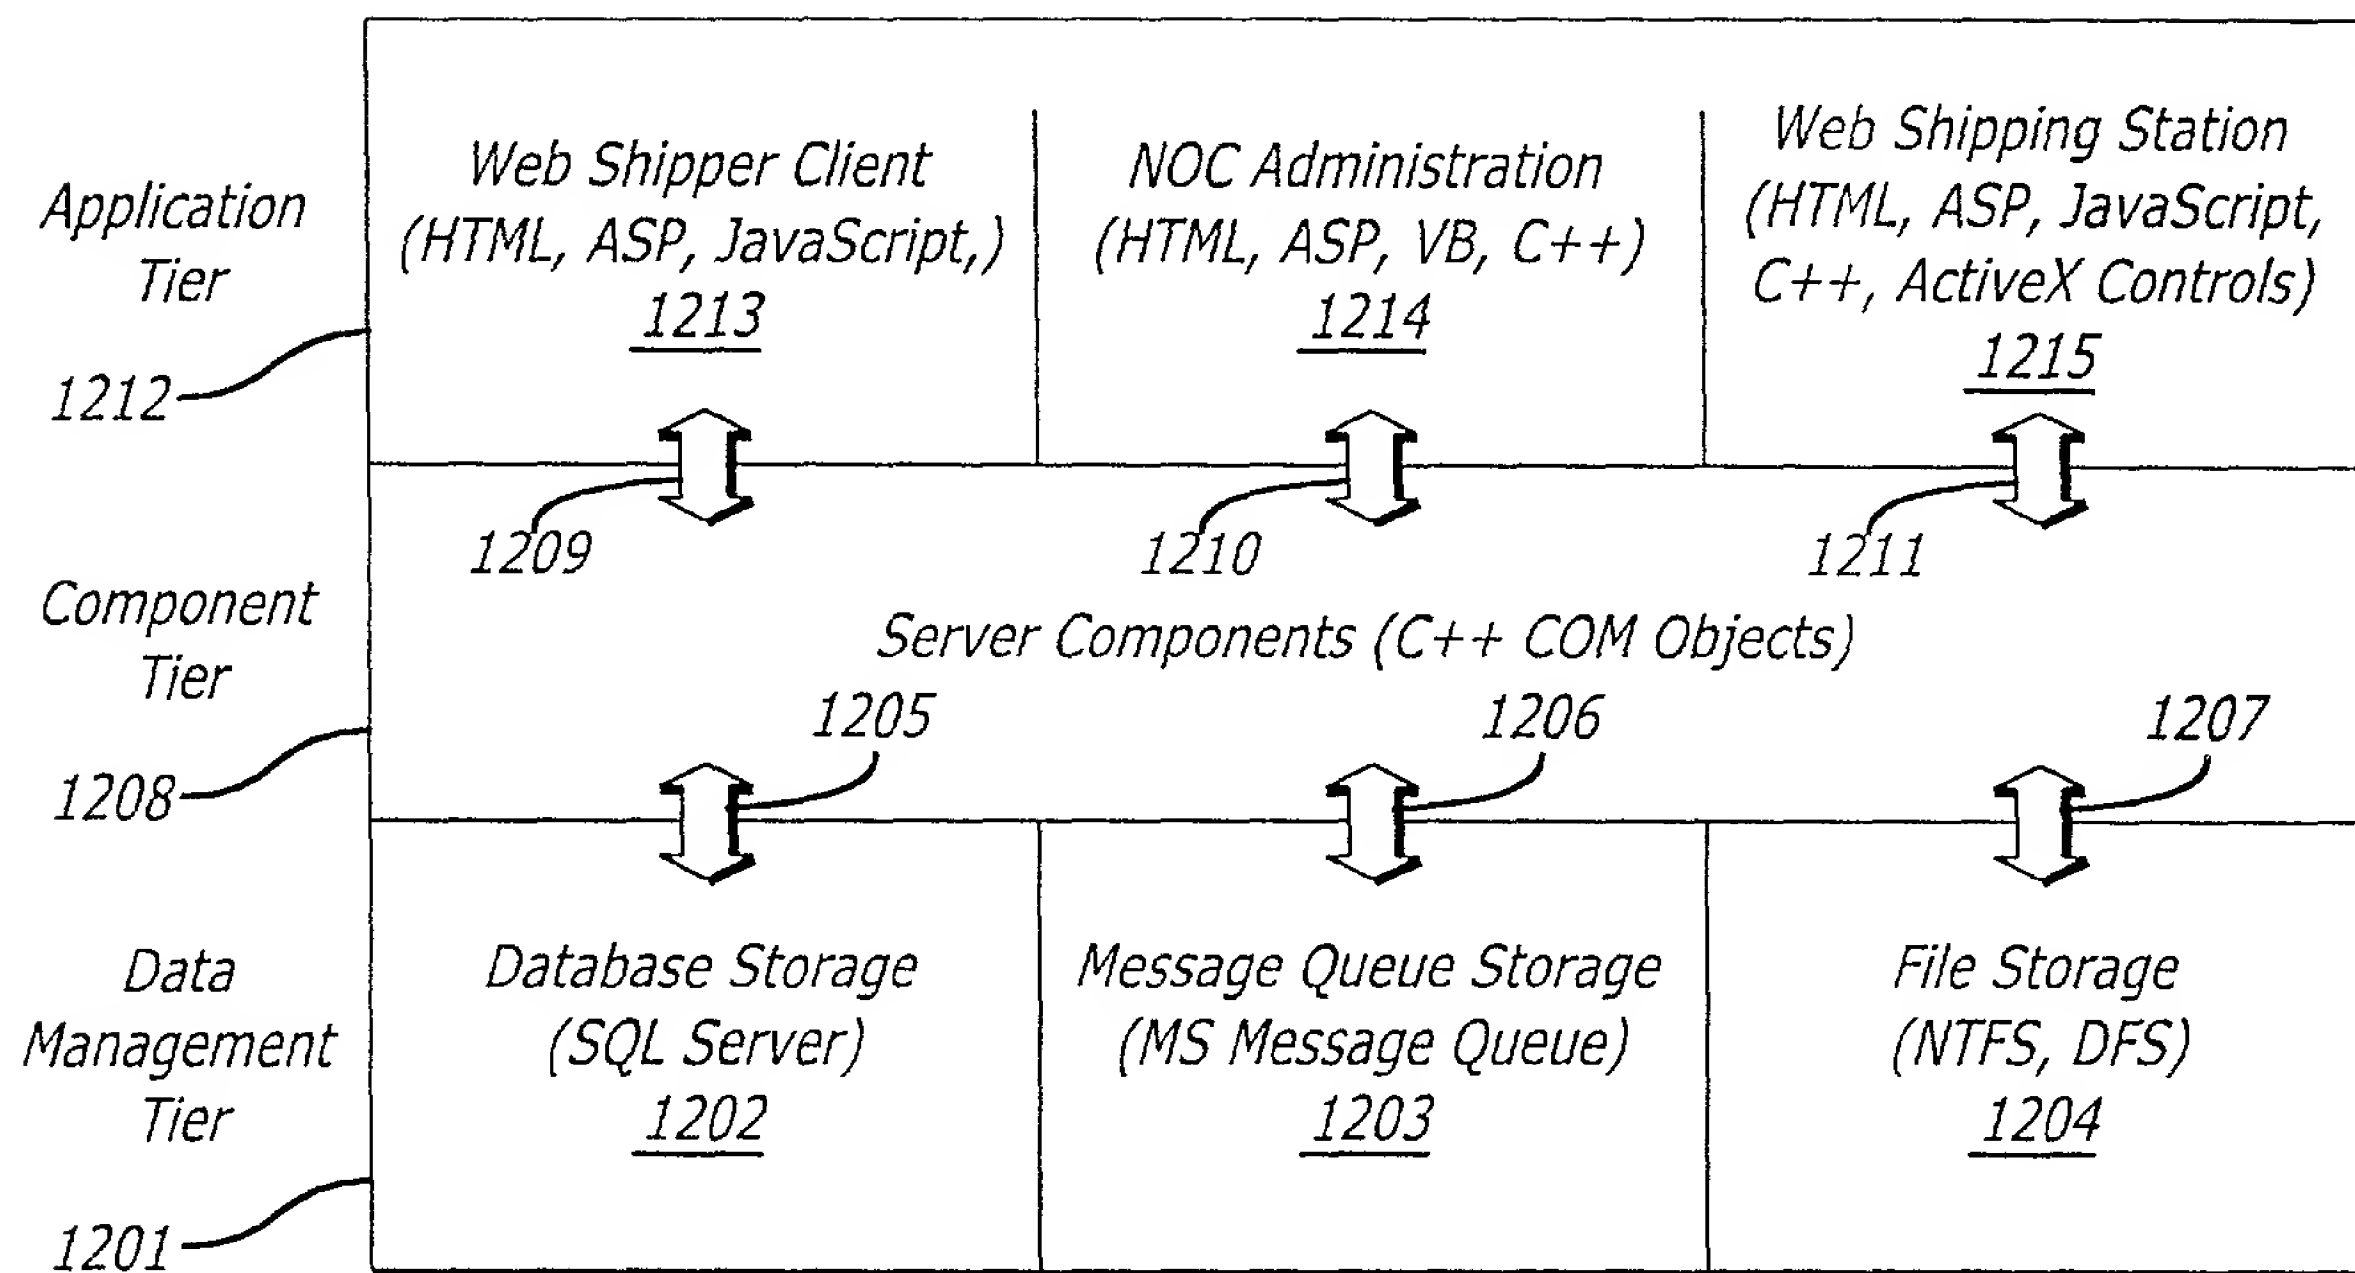 Application
Tier
1212
Web Shipper Client
(HTML, ASP, JavaScript,)
1213
NOC Administration
(HTML, ASP, VB, C++)
1214
Web Shipping Station
(HTML, ASP, JavaScript,
C++, ActiveX Controls)
1215
1209
1210
1211
Component
Tier
1208
Server Components (C++ COM Objects)
1205
1206
1207
Data
Management
Tier
1201
Database Storage
(SQL Server)
1202
Message Queue Storage
(MS Message Queue)
1203
File Storage
(NTFS, DFS)
1204